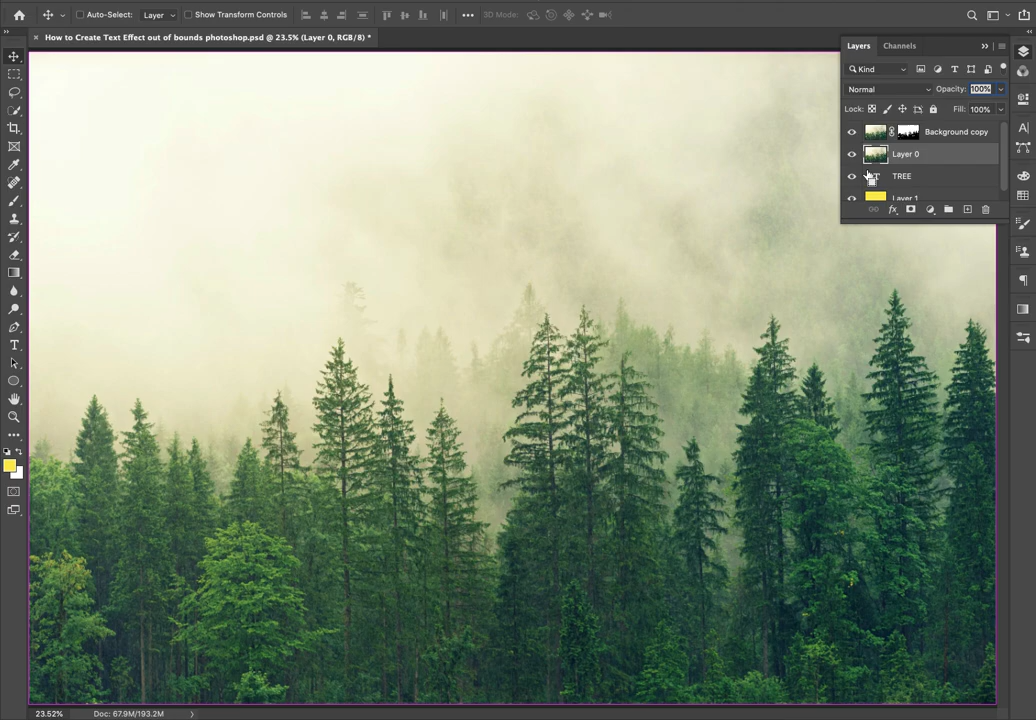 Auto-Select: Layer Show Transform Controls 3D Mode:
How to Create Text Effect out of bounds photoshop.psd @ 23.5% (Layer 0, RGB/8) *
Layers Channels
Kind
Normal Opacity: 100%
Lock: Fill: 100%
Background copy
Layer 0
TREE
Layer 1
23.52% Doc: 67.9M/193.2M